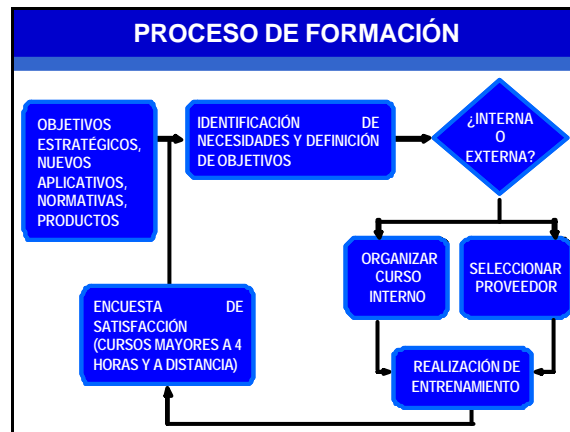 PROCESO DE FORMACIÓN
OBJETIVOS
ESTRATÉGICOS,
NUEVOS
APLICATIVOS,
NORMATIVAS,
PRODUCTOS
IDENTIFICACIÓN DE
NECESIDADES Y DEFINICIÓN
DE OBJETIVOS
¿INTERNA
O
EXTERNA?
ORGANIZAR
CURSO
INTERNO
SELECCIONAR
PROVEEDOR
ENCUESTA DE
SATISFACCIÓN
(CURSOS MAYORES A 4
HORAS Y A DISTANCIA)
REALIZACIÓN DE
ENTRENAMIENTO